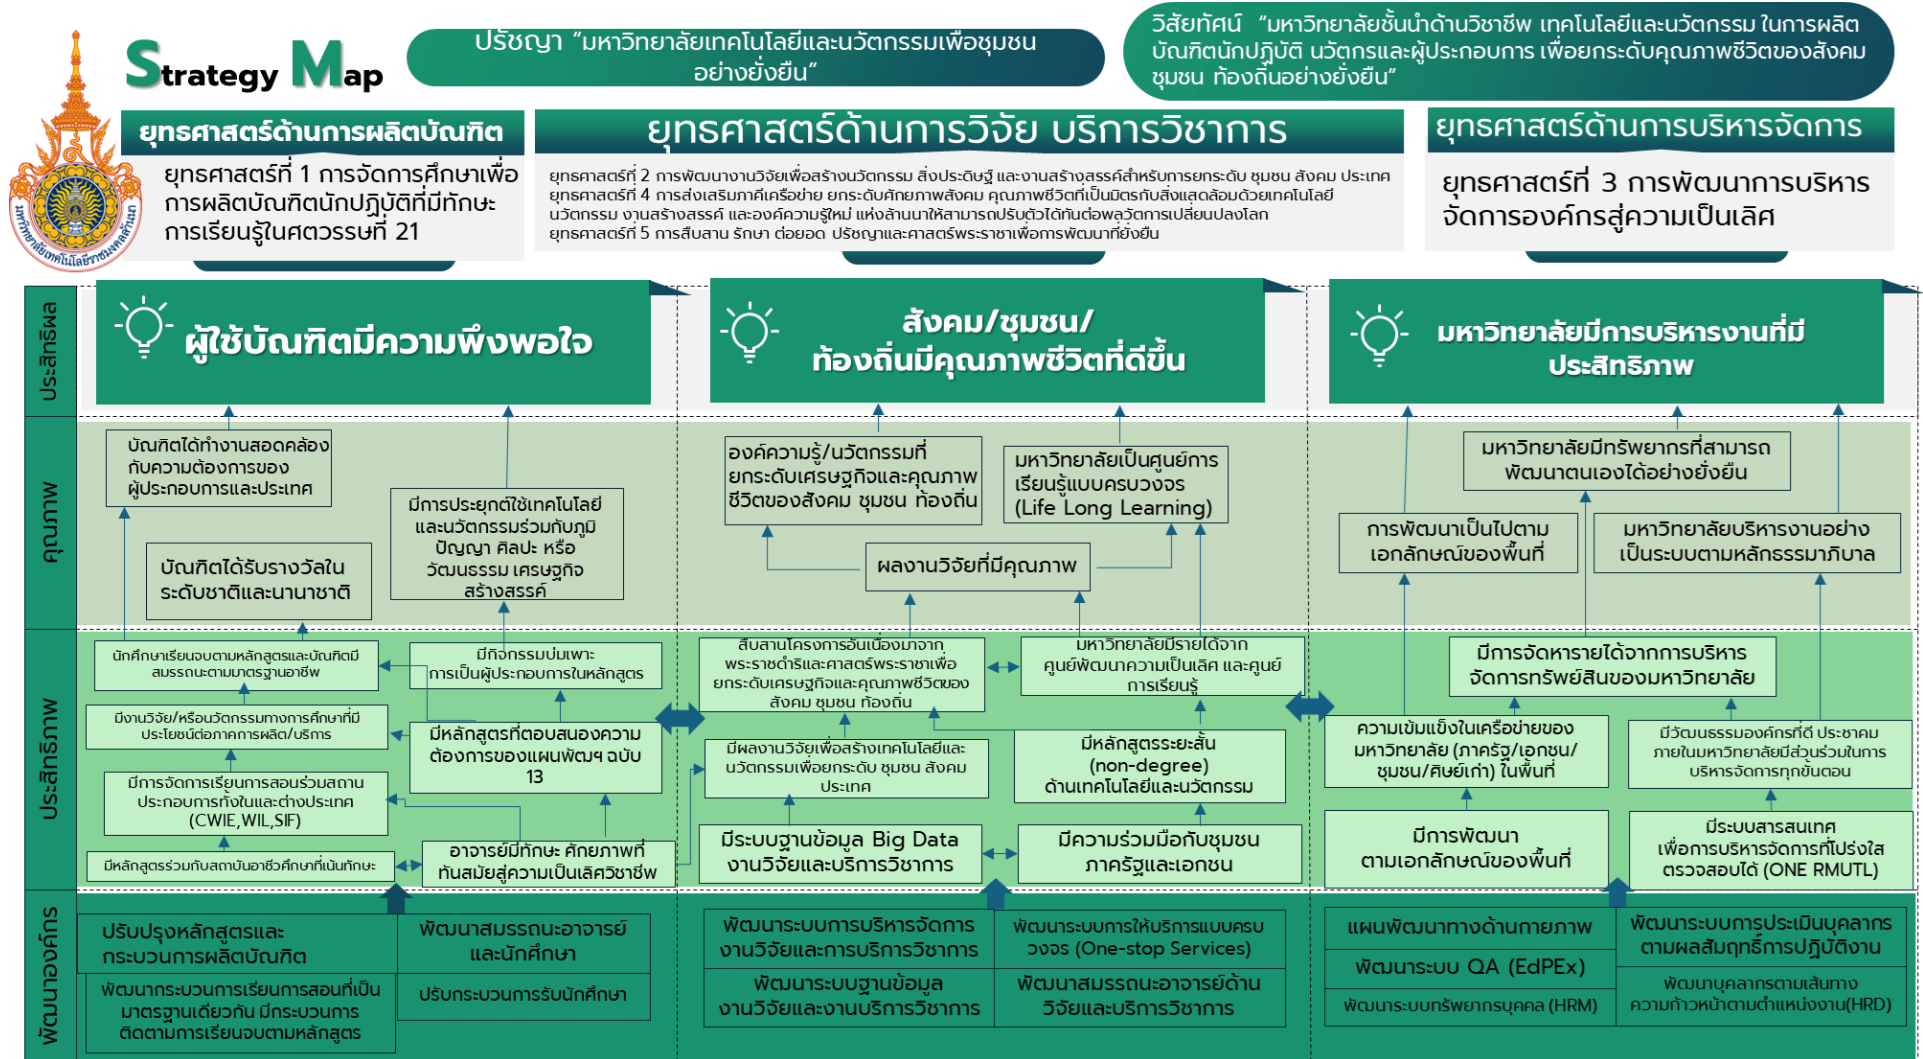 Strategy Map
ปรัชญา “มหาวิทยาลัยเทคโนโลยีและนวัตกรรมเพื่อชุมชน
อย่างยั่งยืน”
วิสัยทัศน์ “มหาวิทยาลัยชั้นนำด้านวิชาชีพ เทคโนโลยีและนวัตกรรม ในการผลิต
บัณฑิตนักปฏิบัติ นวัตกรและผู้ประกอบการ เพื่อยกระดับคุณภาพชีวิตของสังคม
ชุมชน ท้องถิ่นอย่างยั่งยืน”
มหาวิทยาลัยเทคโนโลยีราชมงคลล้านนา
ยุทธศาสตร์ด้านการผลิตบัณฑิต
ยุทธศาสตร์ที่ 1 การจัดการศึกษาเพื่อ
การผลิตบัณฑิตนักปฏิบัติที่มีทักษะ
การเรียนรู้ในศตวรรษที่ 21
ยุทธศาสตร์ด้านการวิจัย บริการวิชาการ
ยุทธศาสตร์ที่ 2 การพัฒนางานวิจัยเพื่อสร้างนวัตกรรม สิ่งประดิษฐ์ และงานสร้างสรรค์สำหรับการยกระดับ ชุมชน สังคม ประเทศ
ยุทธศาสตร์ที่ 4 การส่งเสริมภาคีเครือข่าย ยกระดับศักยภาพสังคม คุณภาพชีวิตที่เป็นมิตรกับสิ่งแวดล้อมด้วยเทคโนโลยี
นวัตกรรม งานสร้างสรรค์ และองค์ความรู้ใหม่ แห่งล้านนาให้สามารถปรับตัวได้ทันต่อพลวัตการเปลี่ยนปลงโลก
ยุทธศาสตร์ที่ 5 การสืบสาน รักษา ต่อยอด ปรัชญาและศาสตร์พระราชาเพื่อการพัฒนาที่ยั่งยืน
ยุทธศาสตร์ด้านการบริหารจัดการ
ยุทธศาสตร์ที่ 3 การพัฒนาการบริหาร
จัดการองค์กรสู่ความเป็นเลิศ
ประสิทธิผล
ผู้ใช้บัณฑิตมีความพึงพอใจ
สังคม/ชุมชน/
ท้องถิ่นมีคุณภาพชีวิตที่ดีขึ้น
มหาวิทยาลัยมีการบริหารงานที่มี
ประสิทธิภาพ
คุณภาพ
บัณฑิตได้ทำงานสอดคล้อง
กับความต้องการของ
ผู้ประกอบการและประเทศ
บัณฑิตได้รับรางวัลใน
ระดับชาติและนานาชาติ
มีการประยุกต์ใช้เทคโนโลยี
และนวัตกรรมร่วมกับภูมิ
ปัญญา ศิลปะ หรือ
วัฒนธรรม เศรษฐกิจ
สร้างสรรค์
องค์ความรู้/นวัตกรรมที่
ยกระดับเศรษฐกิจและคุณภาพ
ชีวิตของสังคม ชุมชน ท้องถิ่น
มหาวิทยาลัยเป็นศูนย์การ
เรียนรู้แบบครบวงจร
(Life Long Learning)
ผลงานวิจัยที่มีคุณภาพ
มหาวิทยาลัยมีทรัพยากรที่สามารถ
พัฒนาตนเองได้อย่างยั่งยืน
การพัฒนาเป็นไปตาม
เอกลักษณ์ของพื้นที่
มหาวิทยาลัยบริหารงานอย่าง
เป็นระบบตามหลักธรรมาภิบาล
ประสิทธิภาพ
นักศึกษาเรียนจบตามหลักสูตรและบัณฑิตมี
สมรรถนะตามมาตรฐานอาชีพ
มีกิจกรรมบ่มเพาะ
การเป็นผู้ประกอบการในหลักสูตร
มีงานวิจัย/หรือนวัตกรรมทางการศึกษาที่มี
ประโยชน์ต่อภาคการผลิต/บริการ
มีหลักสูตรที่ตอบสนองความ
ต้องการของแผนพัฒฯ ฉบับ
13
มีการจัดการเรียนการสอนร่วมสถาน
ประกอบการทั้งในและต่างประเทศ
(CWIE,WIL,SIF)
มีหลักสูตรร่วมกับสถาบันอาชีวศึกษาที่เน้นทักษะ
อาจารย์มีทักษะ ศักยภาพที่
ทันสมัยสู่ความเป็นเลิศวิชาชีพ
สืบสานโครงการอันเนื่องมาจาก
พระราชดำริและศาสตร์พระราชาเพื่อ
ยกระดับเศรษฐกิจและคุณภาพชีวิตของ
สังคม ชุมชน ท้องถิ่น
มหาวิทยาลัยมีรายได้จาก
ศูนย์พัฒนาความเป็นเลิศ และศูนย์
การเรียนรู้
มีผลงานวิจัยเพื่อสร้างเทคโนโลยีและ
นวัตกรรมเพื่อยกระดับ ชุมชน สังคม
ประเทศ
มีหลักสูตรระยะสั้น
(non-degree)
ด้านเทคโนโลยีและนวัตกรรม
มีระบบฐานข้อมูล Big Data
งานวิจัยและบริการวิชาการ
มีความร่วมมือกับชุมชน
ภาครัฐและเอกชน
มีการจัดหารายได้จากการบริหาร
จัดการทรัพย์สินของมหาวิทยาลัย
ความเข้มแข็งในเครือข่ายของ
มหาวิทยาลัย (ภาครัฐ/เอกชน/
ชุมชน/ศิษย์เก่า) ในพื้นที่
มีวัฒนธรรมองค์กรที่ดี ประชาคม
ภายในมหาวิทยาลัยมีส่วนร่วมในการ
บริหารจัดการทุกขั้นตอน
มีการพัฒนา
ตามเอกลักษณ์ของพื้นที่
มีระบบสารสนเทศ
เพื่อการบริหารจัดการที่โปร่งใส
ตรวจสอบได้ (ONE RMUTL)
พัฒนาองค์กร
ปรับปรุงหลักสูตรและ
กระบวนการผลิตบัณฑิต
พัฒนาสมรรถนะอาจารย์
และนักศึกษา
พัฒนากระบวนการเรียนการสอนที่เป็น
มาตรฐานเดียวกัน มีกระบวนการ
ติดตามการเรียนจบตามหลักสูตร
ปรับกระบวนการรับนักศึกษา
พัฒนาระบบการบริหารจัดการ
งานวิจัยและการบริการวิชาการ
พัฒนาระบบการให้บริการแบบครบ
วงจร (One-stop Services)
พัฒนาระบบฐานข้อมูล
งานวิจัยและงานบริการวิชาการ
พัฒนาสมรรถนะอาจารย์ด้าน
วิจัยและบริการวิชาการ
แผนพัฒนาทางด้านกายภาพ
พัฒนาระบบ QA (EdPEx)
พัฒนาระบบทรัพยากรบุคคล (HRM)
พัฒนาระบบการประเมินบุคลากร
ตามผลสัมฤทธิ์การปฏิบัติงาน
พัฒนาบุคลากรตามเส้นทาง
ความก้าวหน้าตามตำแหน่งงาน(HRD)